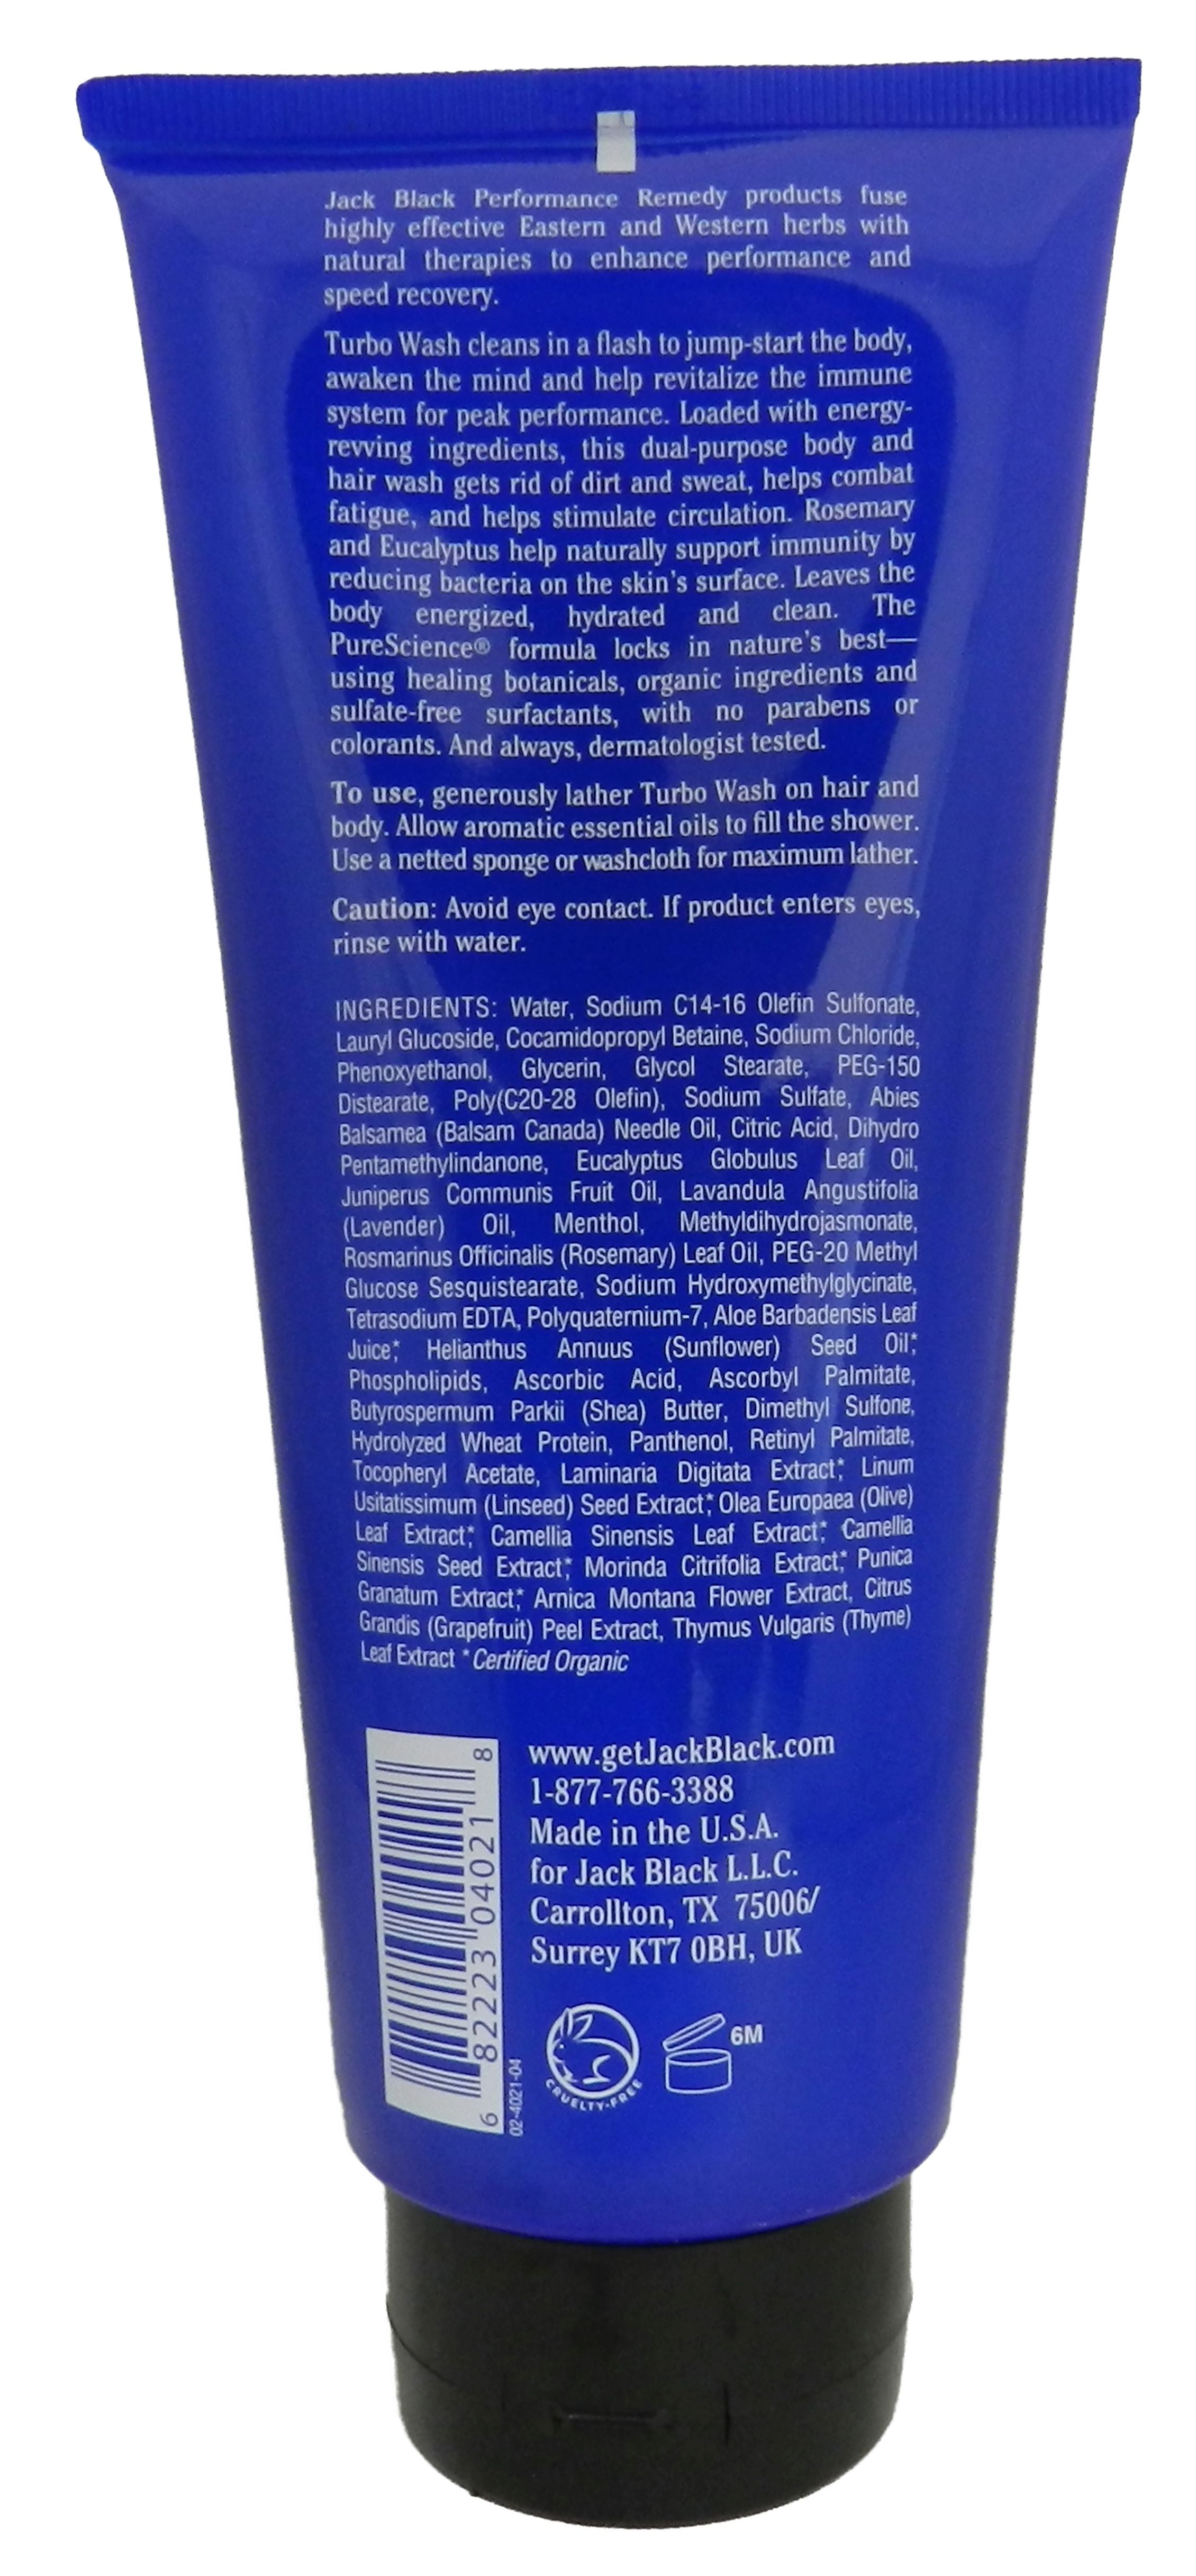 Jack Black Performance Remedy products fuse
highly effective Eastern and Western herbs with
natural therapies to enhance performance and
speed recovery.
Turbo Wash cleans in a flash to jump-start the body,
awaken the mind and help revitalize the immune
system for peak performance. Loaded with energy-
revving ingredients, this dual-purpose body and
hair wash gets rid of dirt and sweat, helps combat
fatigue, and helps stimulate circulation. Rosemary
and Eucalyptus help naturally support immunity by
reducing bacteria on the skin's surface. Leaves the
body energized, hydrated and clean. The
PureScience® formula locks in nature's best—
using healing botanicals, organic ingredients and
sulfate-free surfactants, with no parabens or
colorants. And always, dermatologist tested.
To use, generously lather Turbo Wash on hair and
body. Allow aromatic essential oils to fill the shower.
Use a netted sponge or washcloth for maximum lather.
Caution: Avoid eye contact. If product enters eyes,
rinse with water.
INGREDIENTS: Water, Sodium C14-16 Olefin Sulfonate,
Lauryl Glucoside, Cocamidopropyl Betaine, Sodium Chloride,
Phenoxyethanol, Glycerin, Glycol Stearate, PEG-150
Distearate, Poly(C20-28 Olefin), Sodium Sulfate, Abies
Balsamea (Balsam Canada) Needle Oil, Citric Acid, Dihydro
Pentamethylindanone, Eucalyptus Globulus Leaf Oil,
Juniperus Communis Fruit Oil, Lavandula Angustifolia
(Lavender) Oil, Menthol, Methyldihydrojasmonate,
Rosmarinus Officinalis (Rosemary) Leaf Oil, PEG-20 Methyl
Glucose Sesquistearate, Sodium Hydroxymethylglycinate,
Tetrasodium EDTA, Polyquaternium-7, Aloe Barbadensis Leaf
Juice,* Helianthus Annuus (Sunflower) Seed Oil,*
Phospholipids, Ascorbic Acid, Ascorbyl Palmitate,
Butyrospermum Parkii (Shea) Butter, Dimethyl Sulfone,
Hydrolyzed Wheat Protein, Panthenol, Retinyl Palmitate,
Tocopheryl Acetate, Laminaria Digitata Extract,* Linum
Usitatissimum (Linseed) Seed Extract,* Olea Europaea (Olive)
Leaf Extract,* Camellia Sinensis Leaf Extract,* Camellia
Sinensis Seed Extract,* Morinda Citrifolia Extract,* Punica
Granatum Extract,* Arnica Montana Flower Extract, Citrus
Grandis (Grapefruit) Peel Extract, Thymus Vulgaris (Thyme)
Leaf Extract *Certified Organic
www.getJackBlack.com
1-877-766-3388
Made in the U.S.A.
for Jack Black L.L.C.
Carrollton, TX 75006/
Surrey KT7 0BH, UK
6 82223 04021 8
02-4021-04
CRUELTY-FREE
6M